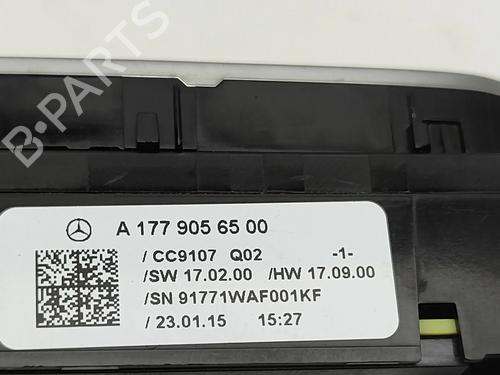 B-PARTS
A 177 905 65 00
/CC9107 Q02 -1-
/SW 17.02.00 /HW 17.09.00
/SN 91771WAF001KF
/ 23.01.15 15:27